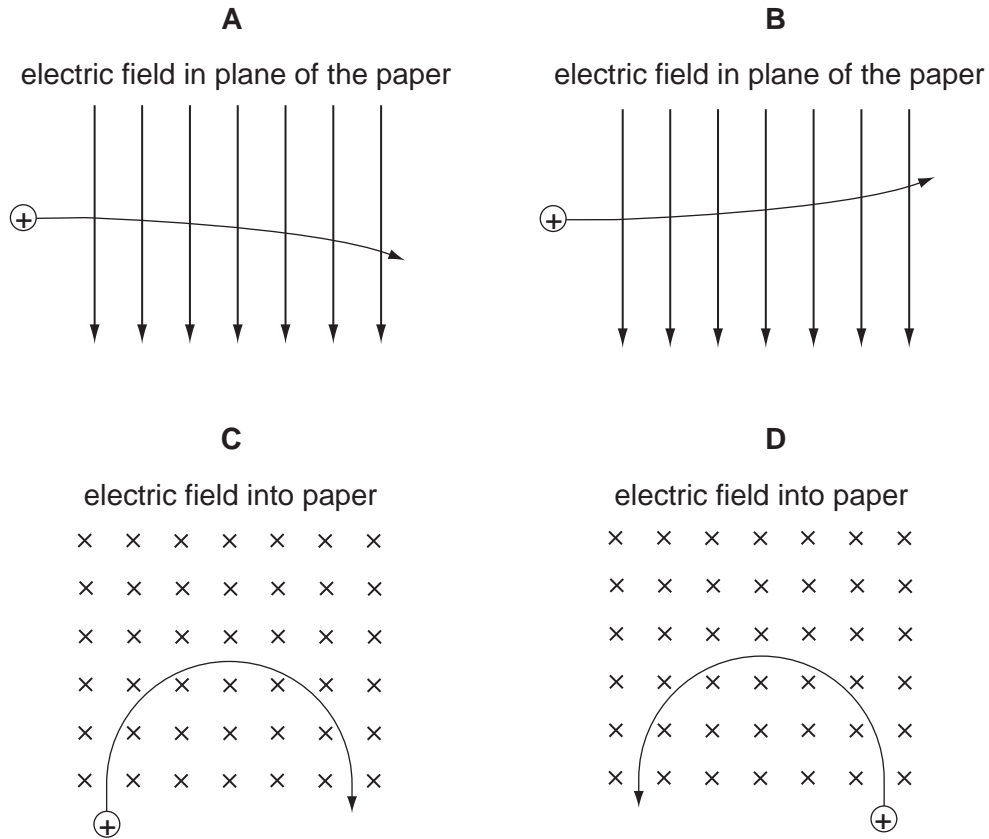 A
B
electric field in plane of the paper
electric field in plane of the paper
+
+
C
D
electric field into paper
electric field into paper
+
+